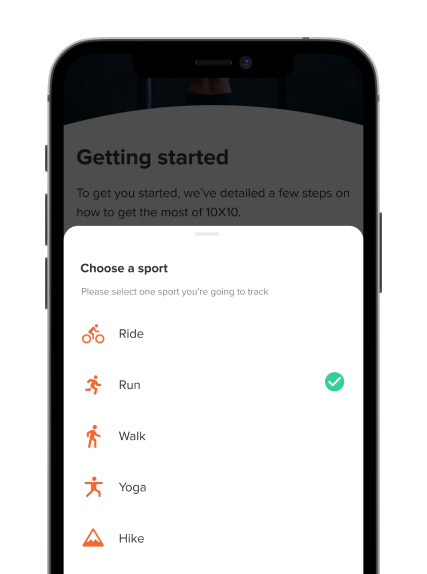 Getting started
To get you started, we've detailed a few steps on
how to get the most of 10X10.
Choose a sport
Please select one sport you're going to track
Ride
Run
Walk
Yoga
Hike